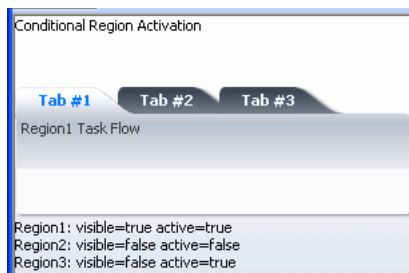 Conditional Region Activation
Tab #1 Tab #2 Tab #3
Region1 Task Flow
Region1: visible=true active=true
Region2: visible=false active=false
Region3: visible=false active=true